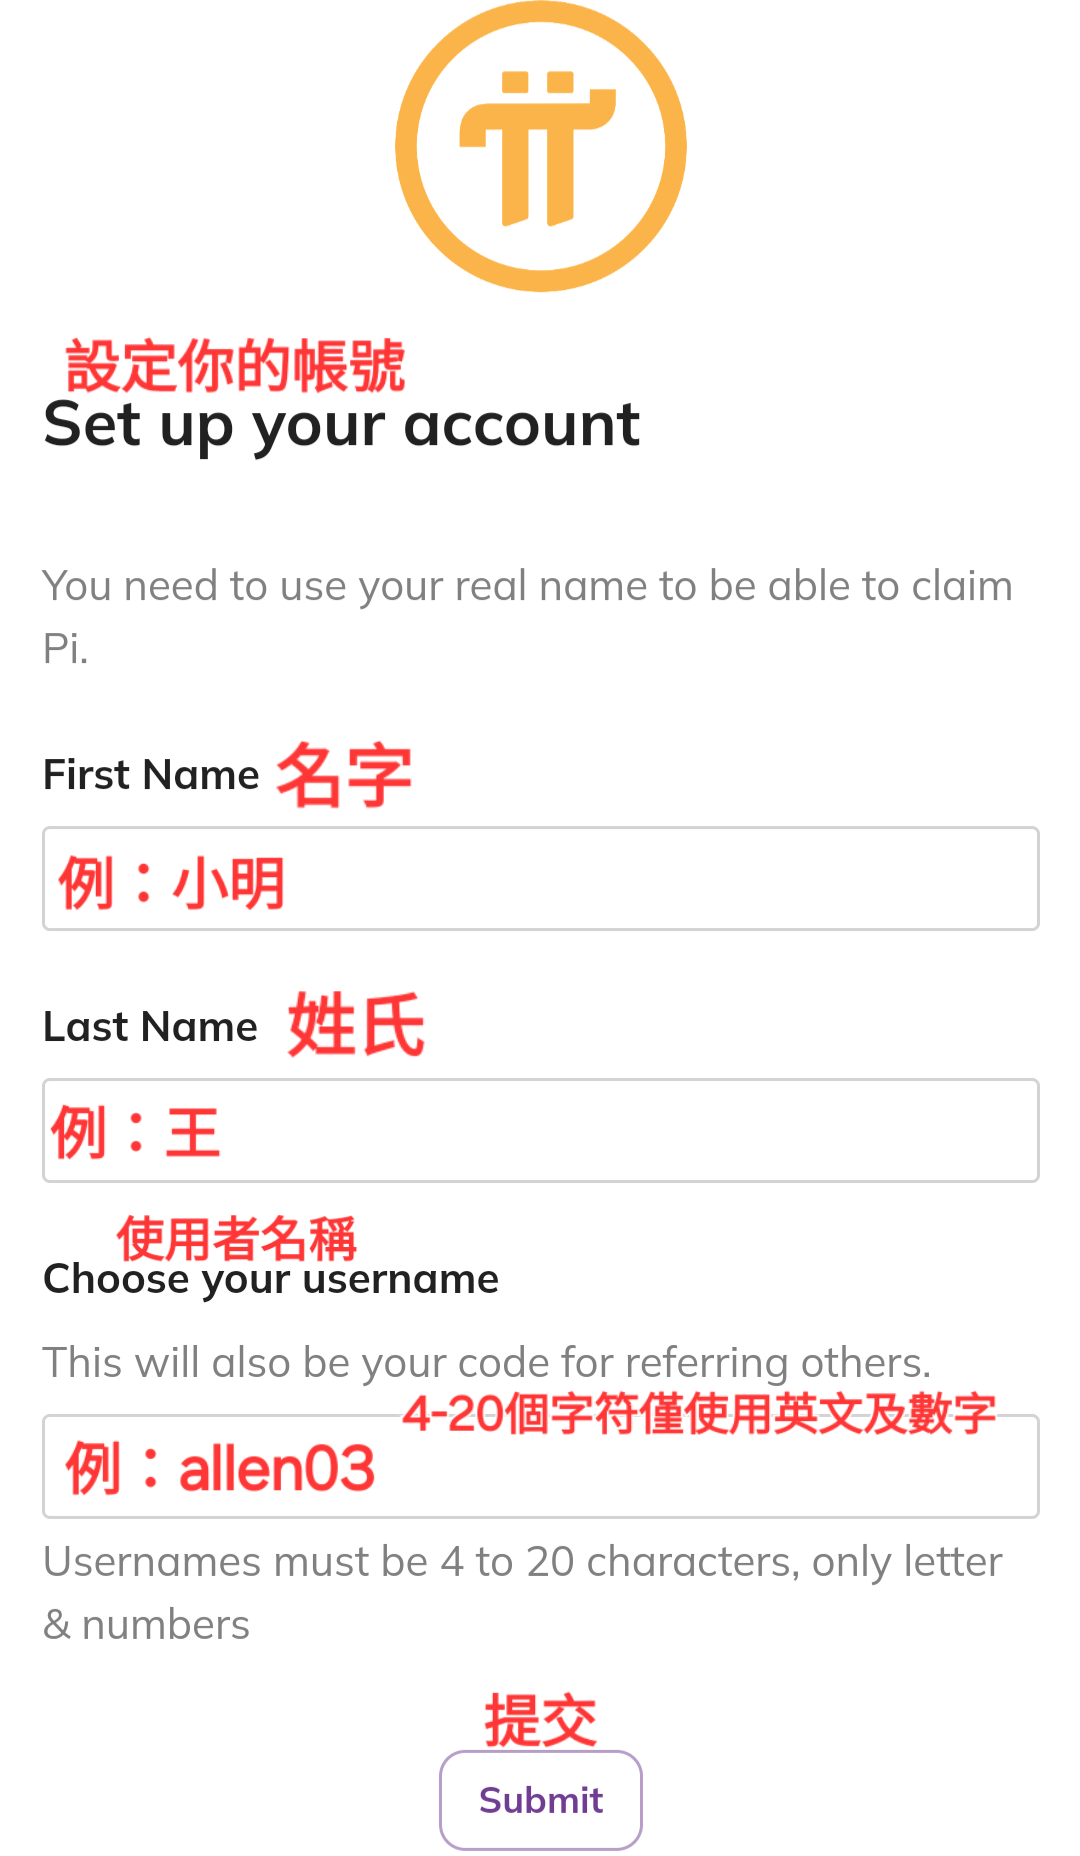 設定你的帳號
Set up your account
You need to use your real name to be able to claim
Pi.
First Name 名字
例：小明
Last Name 姓氏
例：王
使用者名稱
Choose your username
This will also be your code for referring others.
4-20個字符僅使用英文及數字
例：allen03
Usernames must be 4 to 20 characters, only letter
& numbers
提交
Submit